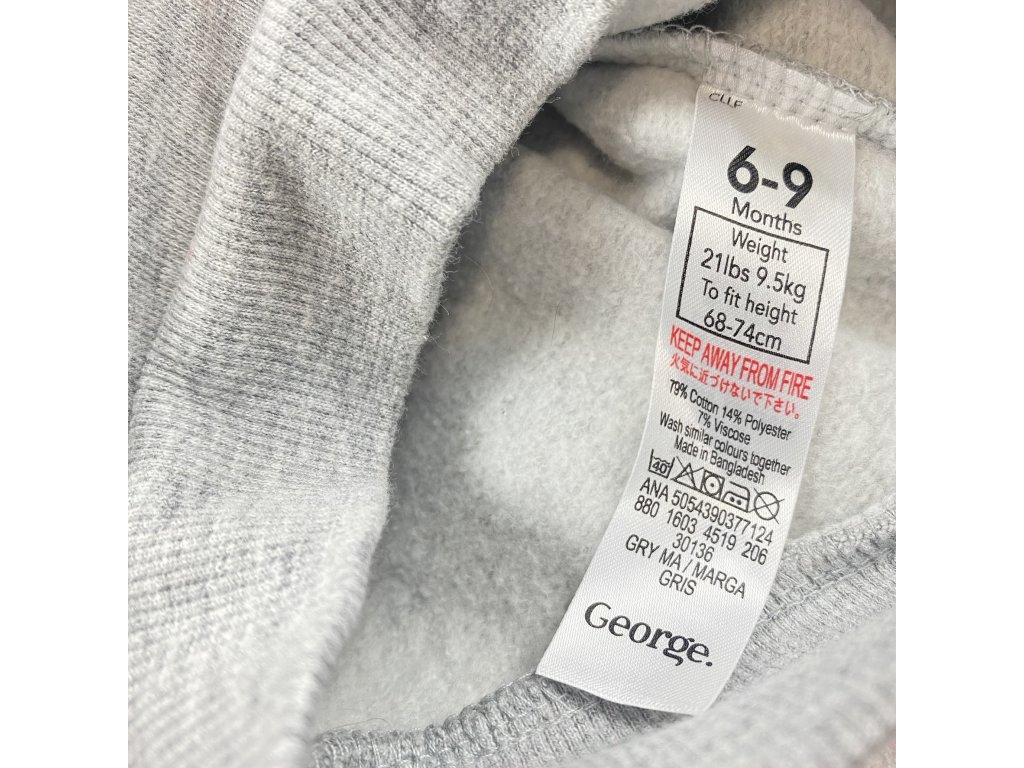 CLLF
6-9
Months
Weight
21lbs 9.5kg
To fit height
68-74cm
KEEP AWAY FROM FIRE
火気に近づけないで下さい。
79% Cotton 14% Polyester
7% Viscose
Wash similar colours together
Made in Bangladesh
40
ANA 5054390377124
880 1603 4519 206
30136
GRY MA / MARGA
GRIS
George.